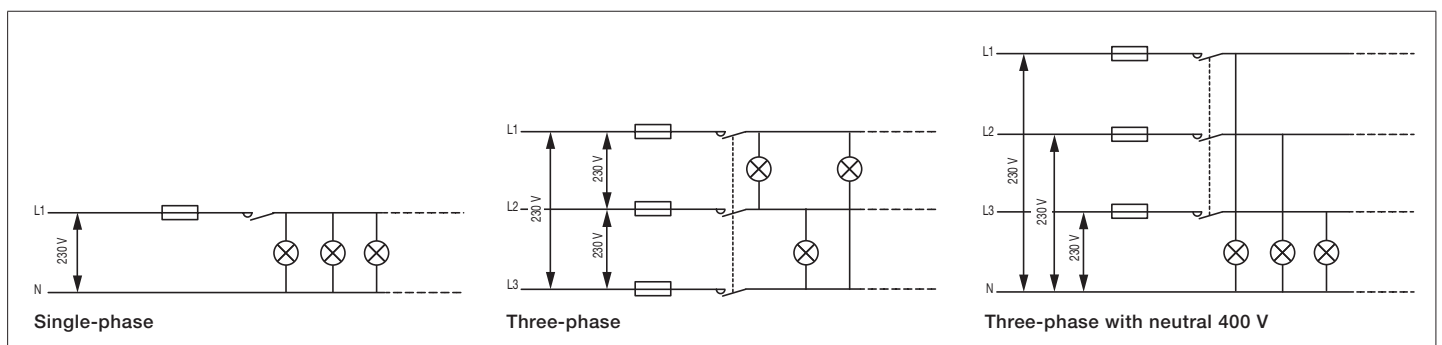 L1
230 V
N
Single-phase
L1
230 V
230 V
L2
230 V
L3
Three-phase
L1
L2
230 V
230 V
L3
230 V
N
Three-phase with neutral 400 V